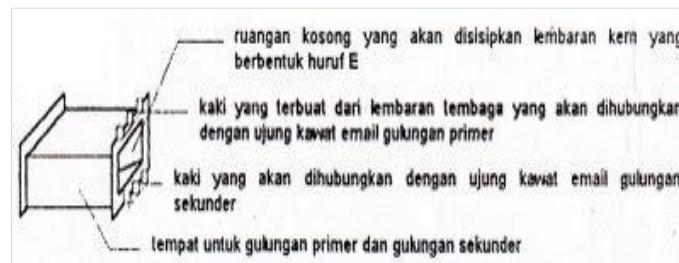 ruangan kosong yang akan disisipkan lembaran kern yang
berbentuk huruf E
kaki yang terbuat dari lembaran tembaga yang akan dihubungkan
dengan ujung kawat email gulungan primer
kaki yang akan dihubungkan dengan ujung kawat email gulungan
sekunder
tempat untuk gulungan primer dan gulungan sekunder